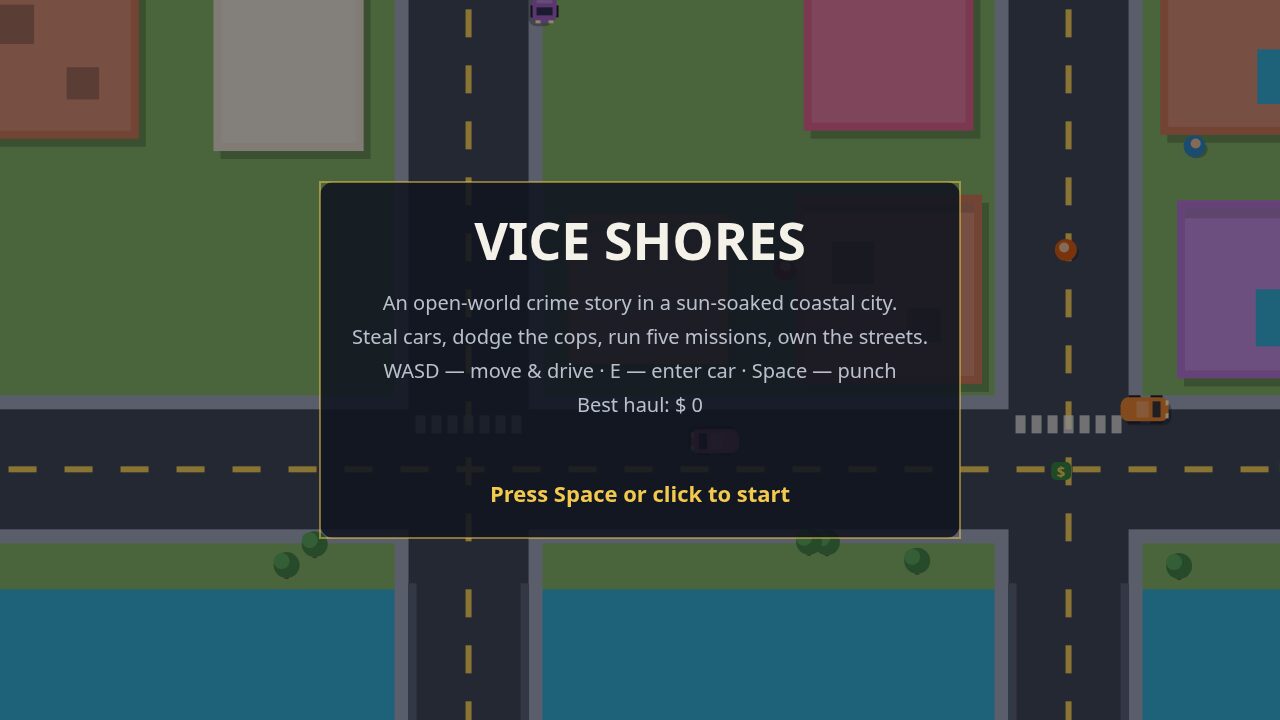 VICE SHORES
An open-world crime story in a sun-soaked coastal city.
Steal cars, dodge the cops, run five missions, own the streets.
WASD — move & drive · E — enter car · Space — punch
Best haul: $ 0
$
Press Space or click to start